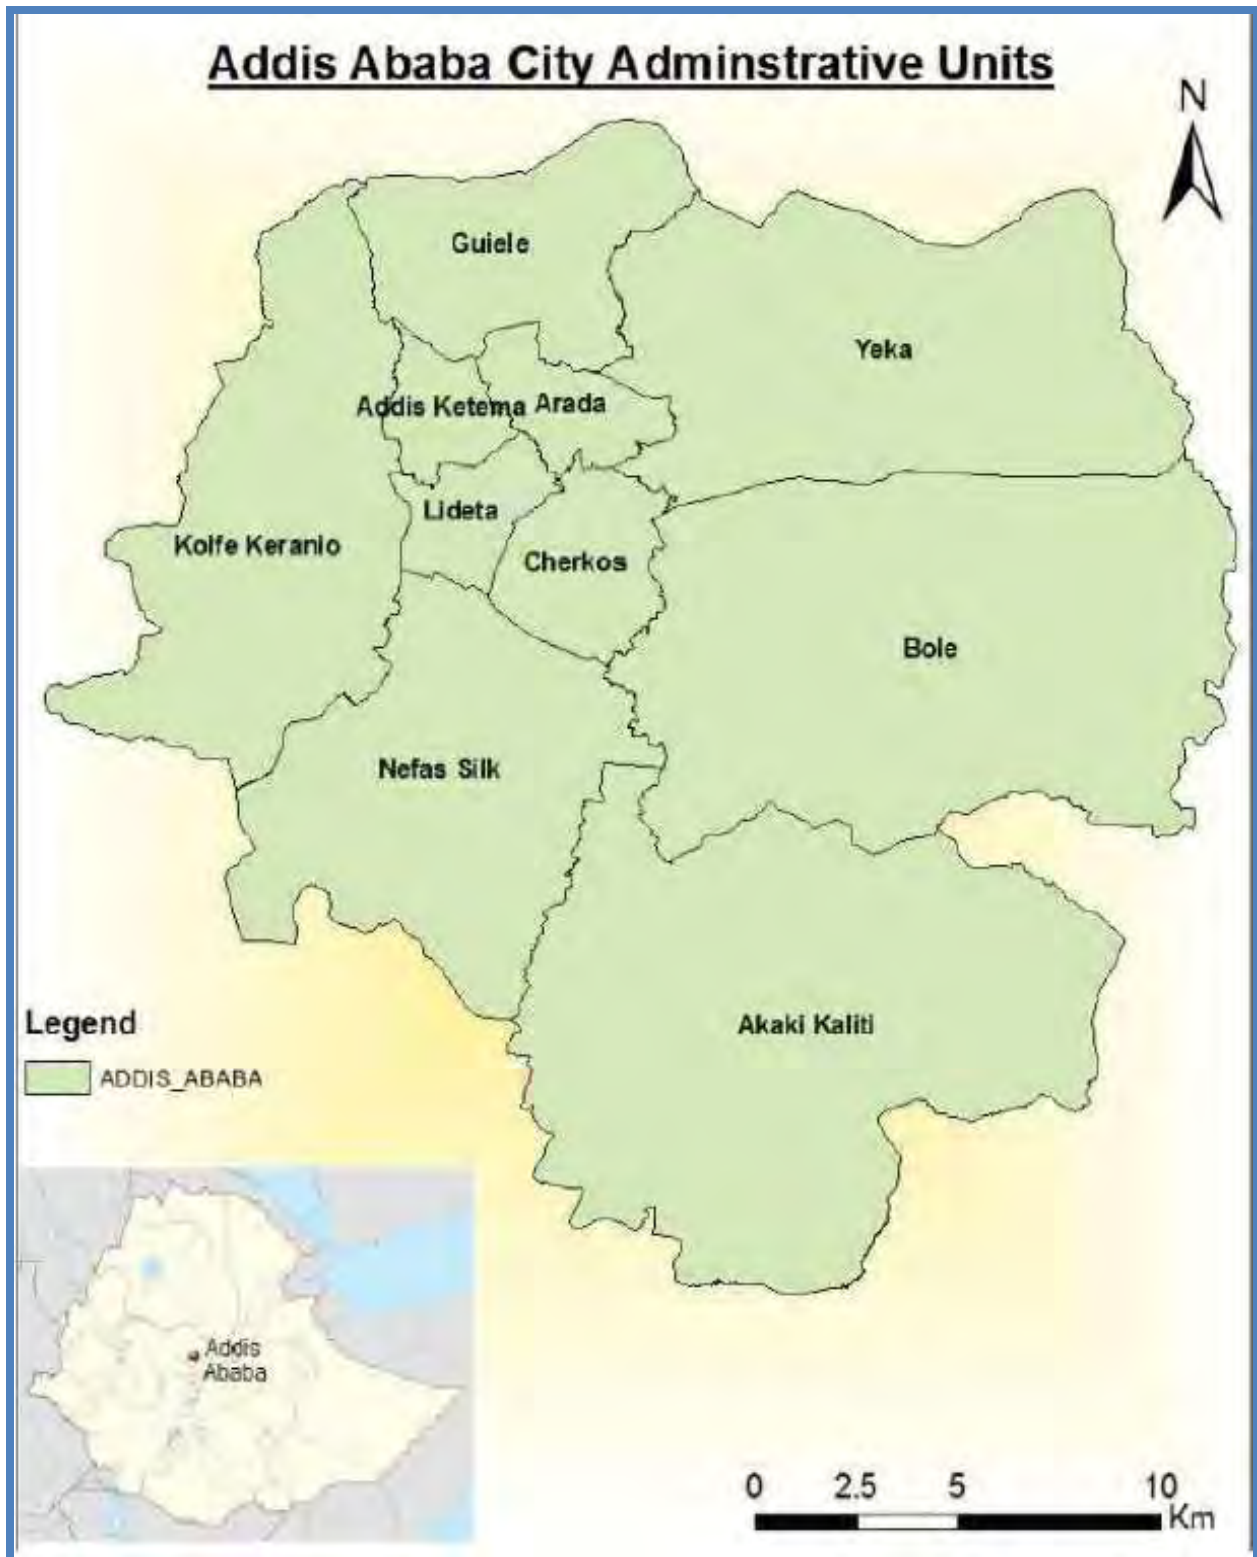 Addis Ababa City Adminstrative Units
N
Guiele
Yeka
Addis Ketema
Arada
Lideta
Kolfe Keranio
Cherkos
Bole
Nefas Silk
Akaki Kaliti
Legend
ADDIS_ABABA
Addis
Ababa
0 2.5 5 10
Km